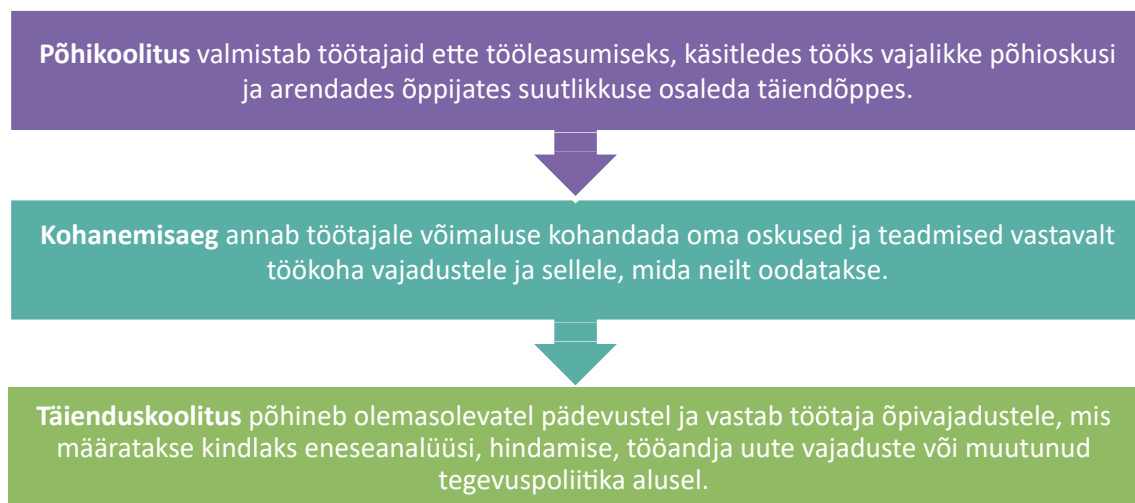 Põhikoolitus valmistab töötajaid ette tööleasumiseks, käsitledes tööks vajalikke põhioskusi
ja arendades õppijates suutlikkuse osaleda täiendõppes.
Kohanemisaeg annab töötajale võimaluse kohandada oma oskused ja teadmised vastavalt
töökoha vajadustele ja sellele, mida neilt oodatakse.
Täienduskoolitus põhineb olemasolevatel pädevustel ja vastab töötaja õpivajadustele, mis
määratakse kindlaks eneseanalüüsi, hindamise, tööandja uute vajaduste või muutunud
tegevuspoliitika alusel.